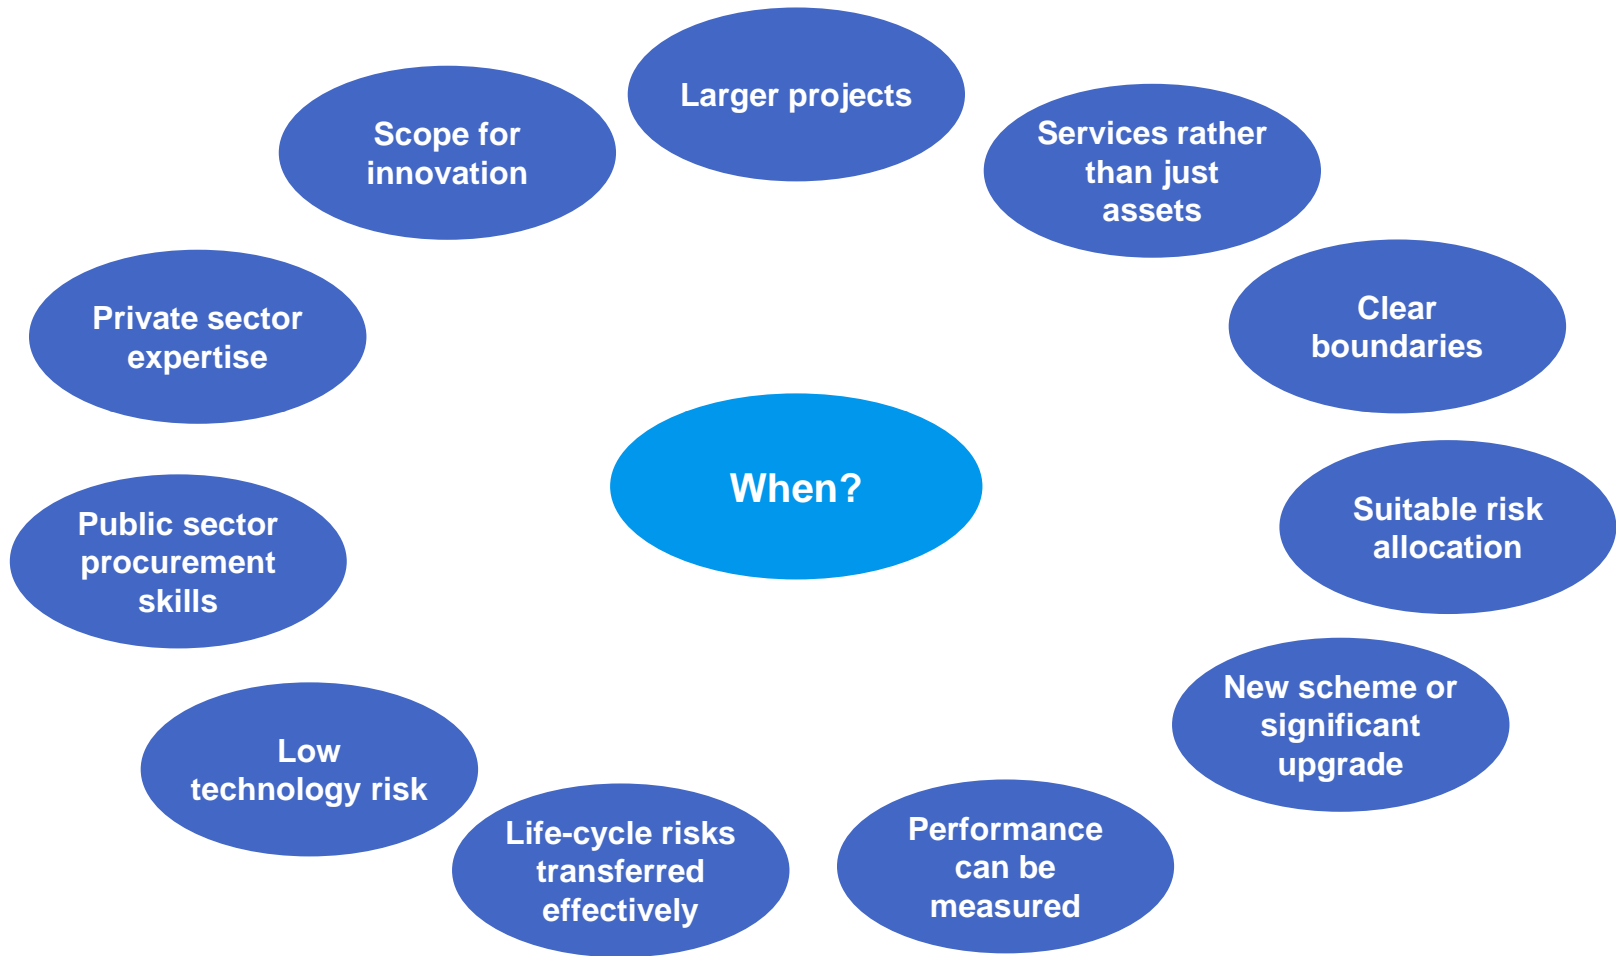 Larger projects
Services rather
than just
assets
Clear
boundaries
Suitable risk
allocation
New scheme or
significant
upgrade
Performance
can be
measured
Life-cycle risks
transferred
effectively
Low
technology risk
Public sector
procurement
skills
Private sector
expertise
Scope for
innovation
When?